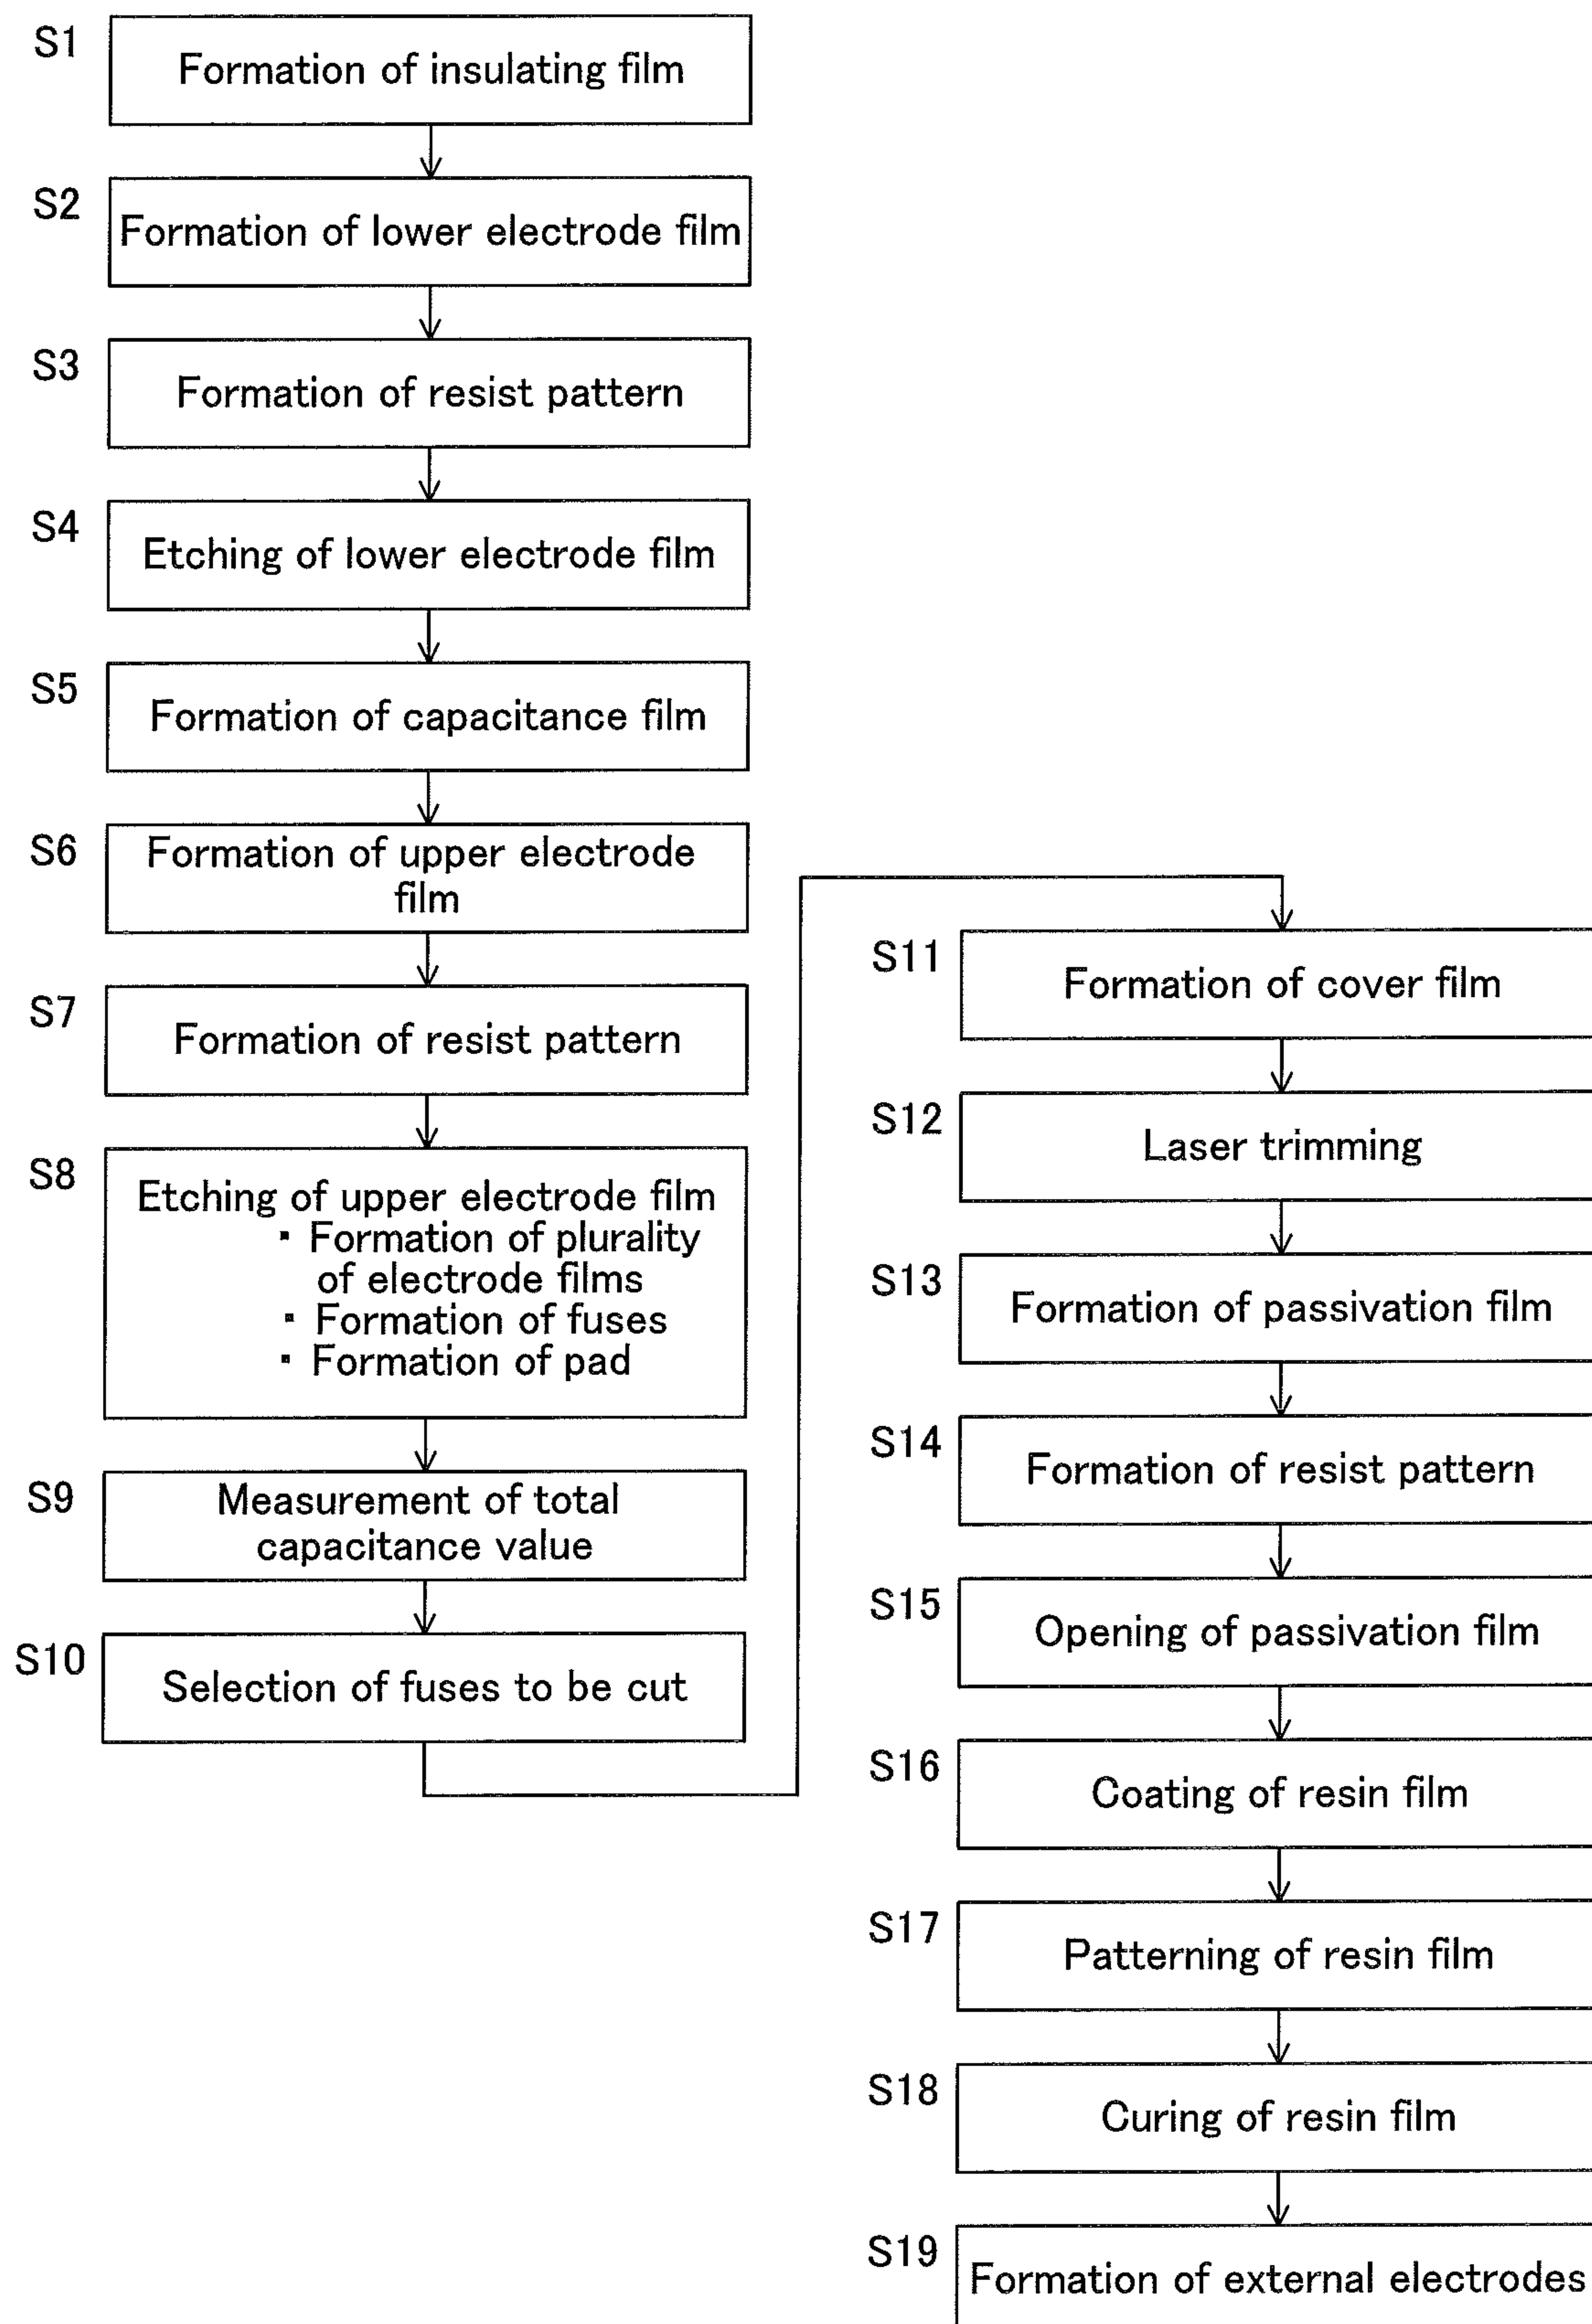 S1
Formation of insulating film
S2
Formation of lower electrode film
S3
Formation of resist pattern
S4
Etching of lower electrode film
S5
Formation of capacitance film
S6
Formation of upper electrode
film
S7
Formation of resist pattern
S8
Etching of upper electrode film
・Formation of plurality
of electrode films
・Formation of fuses
・Formation of pad
S9
Measurement of total
capacitance value
S10
Selection of fuses to be cut
S11
Formation of cover film
S12
Laser trimming
S13
Formation of passivation film
S14
Formation of resist pattern
S15
Opening of passivation film
S16
Coating of resin film
S17
Patterning of resin film
S18
Curing of resin film
S19
Formation of external electrodes